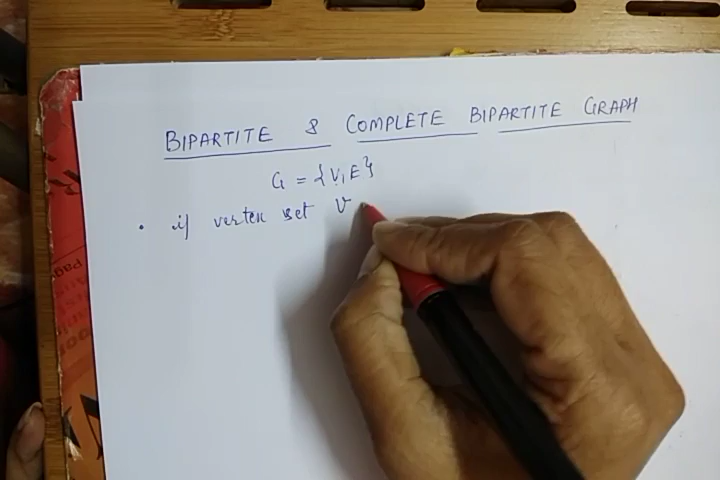 BIPARTITE & COMPLETE BIPARTITE GRAPH
G = {V, E}
• if vertex set V